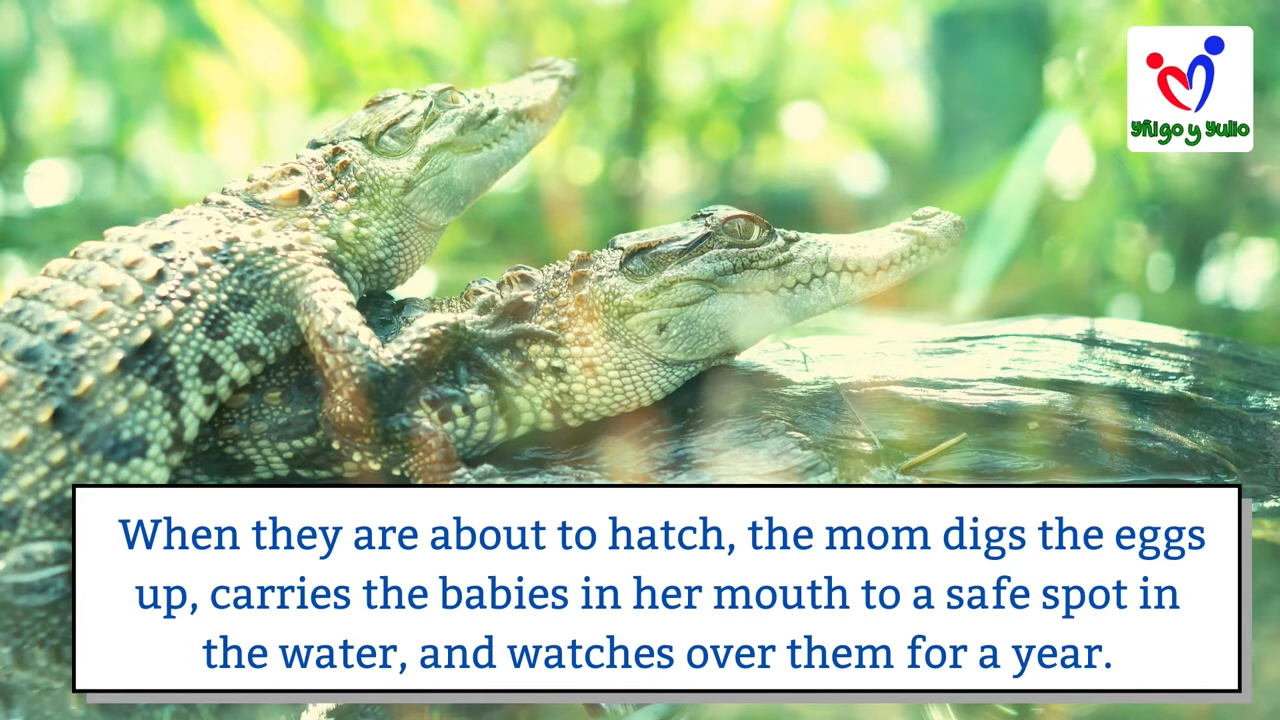 Yñigo y Yulio
When they are about to hatch, the mom digs the eggs
up, carries the babies in her mouth to a safe spot in
the water, and watches over them for a year.